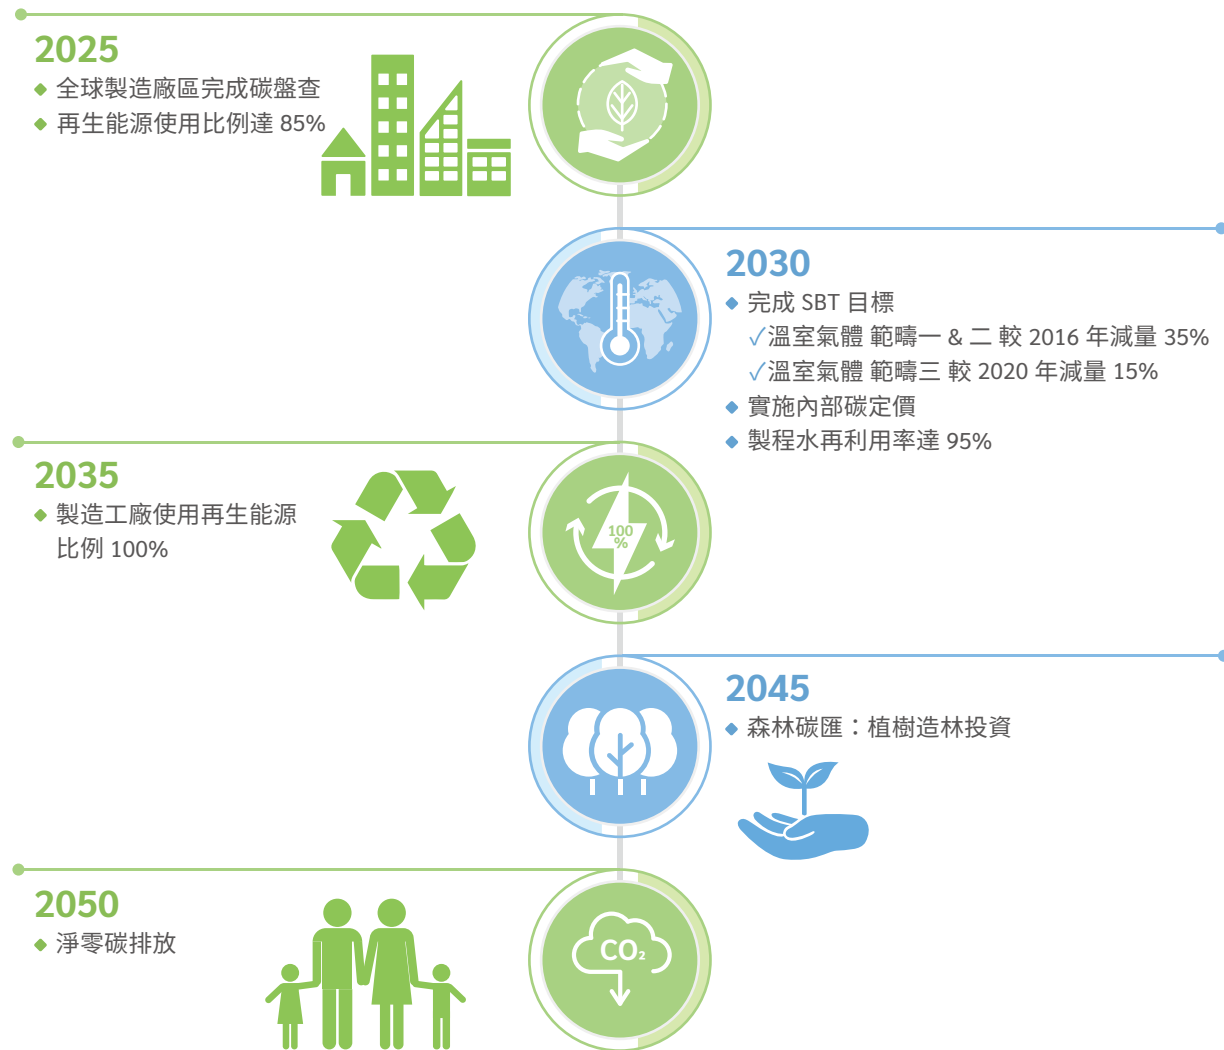 2025
全球製造廠區完成碳盤查
再生能源使用比例達 85%
2030
完成 SBT 目標
✓溫室氣體 範疇一 & 二 較 2016 年減量 35%
✓溫室氣體 範疇三 較 2020 年減量 15%
實施內部碳定價
製程水再利用率達 95%
2035
製造工廠使用再生能源
比例 100%
100
%
2045
森林碳匯：植樹造林投資
2050
淨零碳排放
CO₂